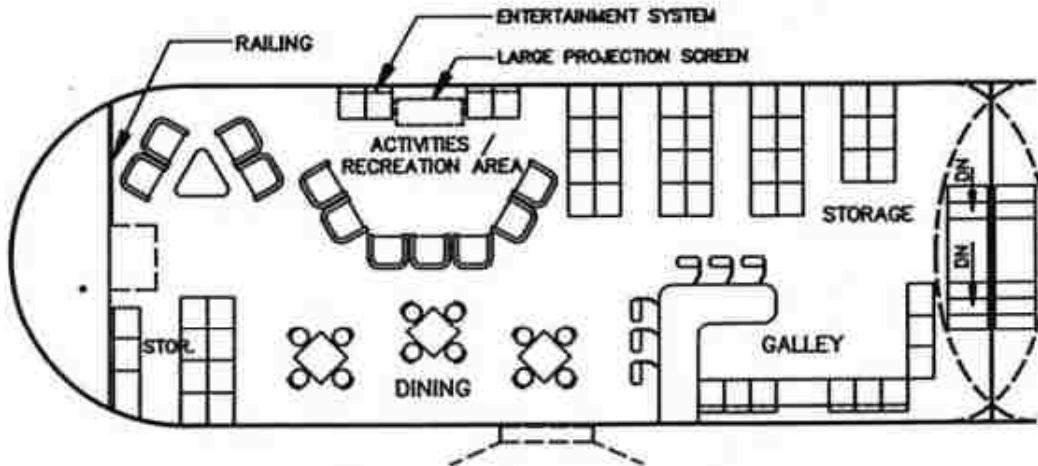 ENTERTAINMENT SYSTEM
RAILING
LARGE PROJECTION SCREEN
ACTIVITIES /
RECREATION AREA
STORAGE
DN
DN
STOR.
GALLEY
DINING